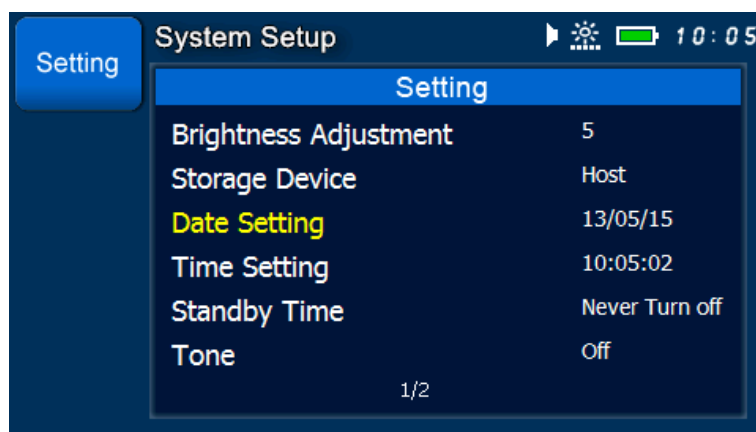 Setting
System Setup 10:05
Setting
Brightness Adjustment 5
Storage Device Host
Date Setting 13/05/15
Time Setting 10:05:02
Standby Time Never Turn off
Tone Off
1/2